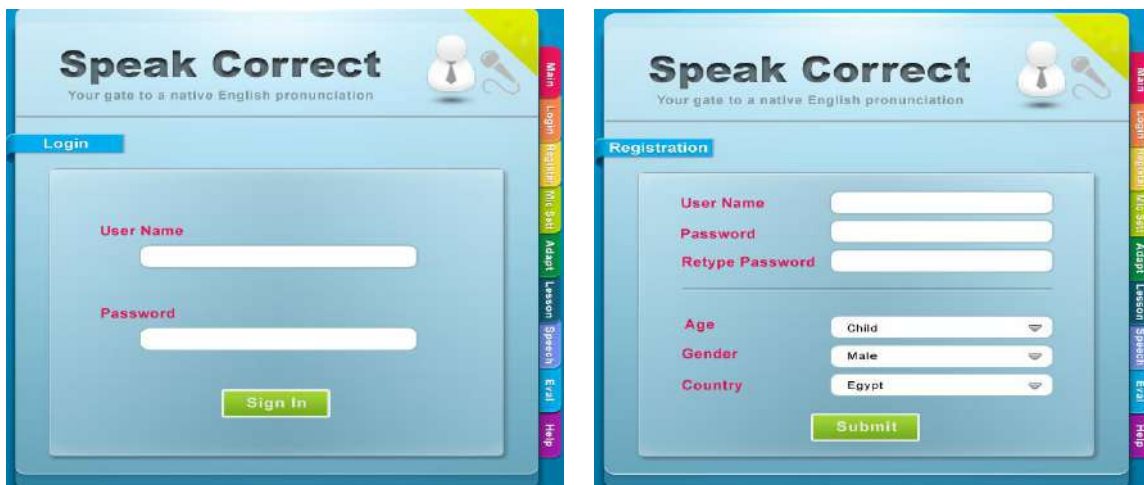 Speak Correct
Your gate to a native English pronunciation
Login
User Name
Password
Sign In
Main
Login
Register
Mic Sett
Adapt
Lesson
Speech
Eval
Help
Speak Correct
Your gate to a native English pronunciation
Registration
User Name
Password
Retype Password
Age
Child
Gender
Male
Country
Egypt
Submit
Main
Login
Register
Mic Sett
Adapt
Lesson
Speech
Eval
Help